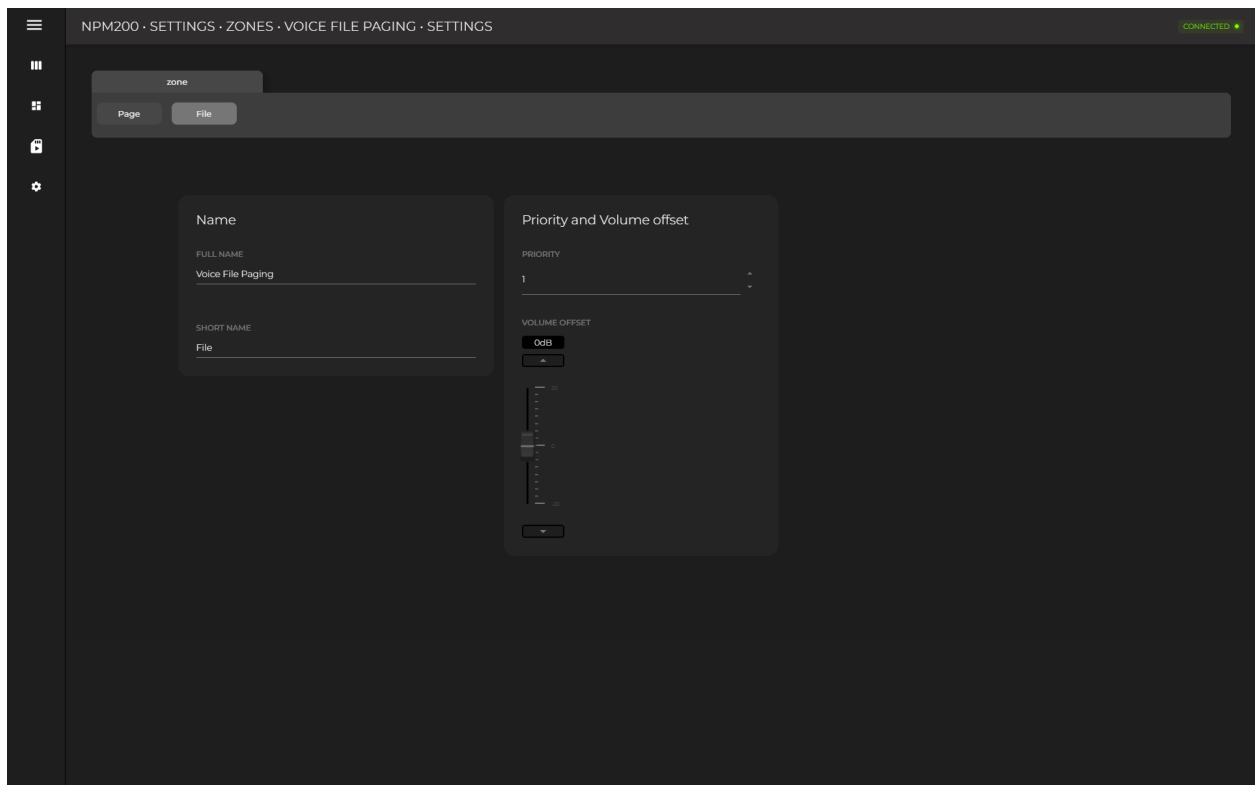 NPM200 • SETTINGS • ZONES • VOICE FILE PAGING • SETTINGS
CONNECTED
zone
Page
File
Name
FULL NAME
Voice File Paging
SHORT NAME
File
Priority and Volume offset
PRIORITY
1
VOLUME OFFSET
0dB
0